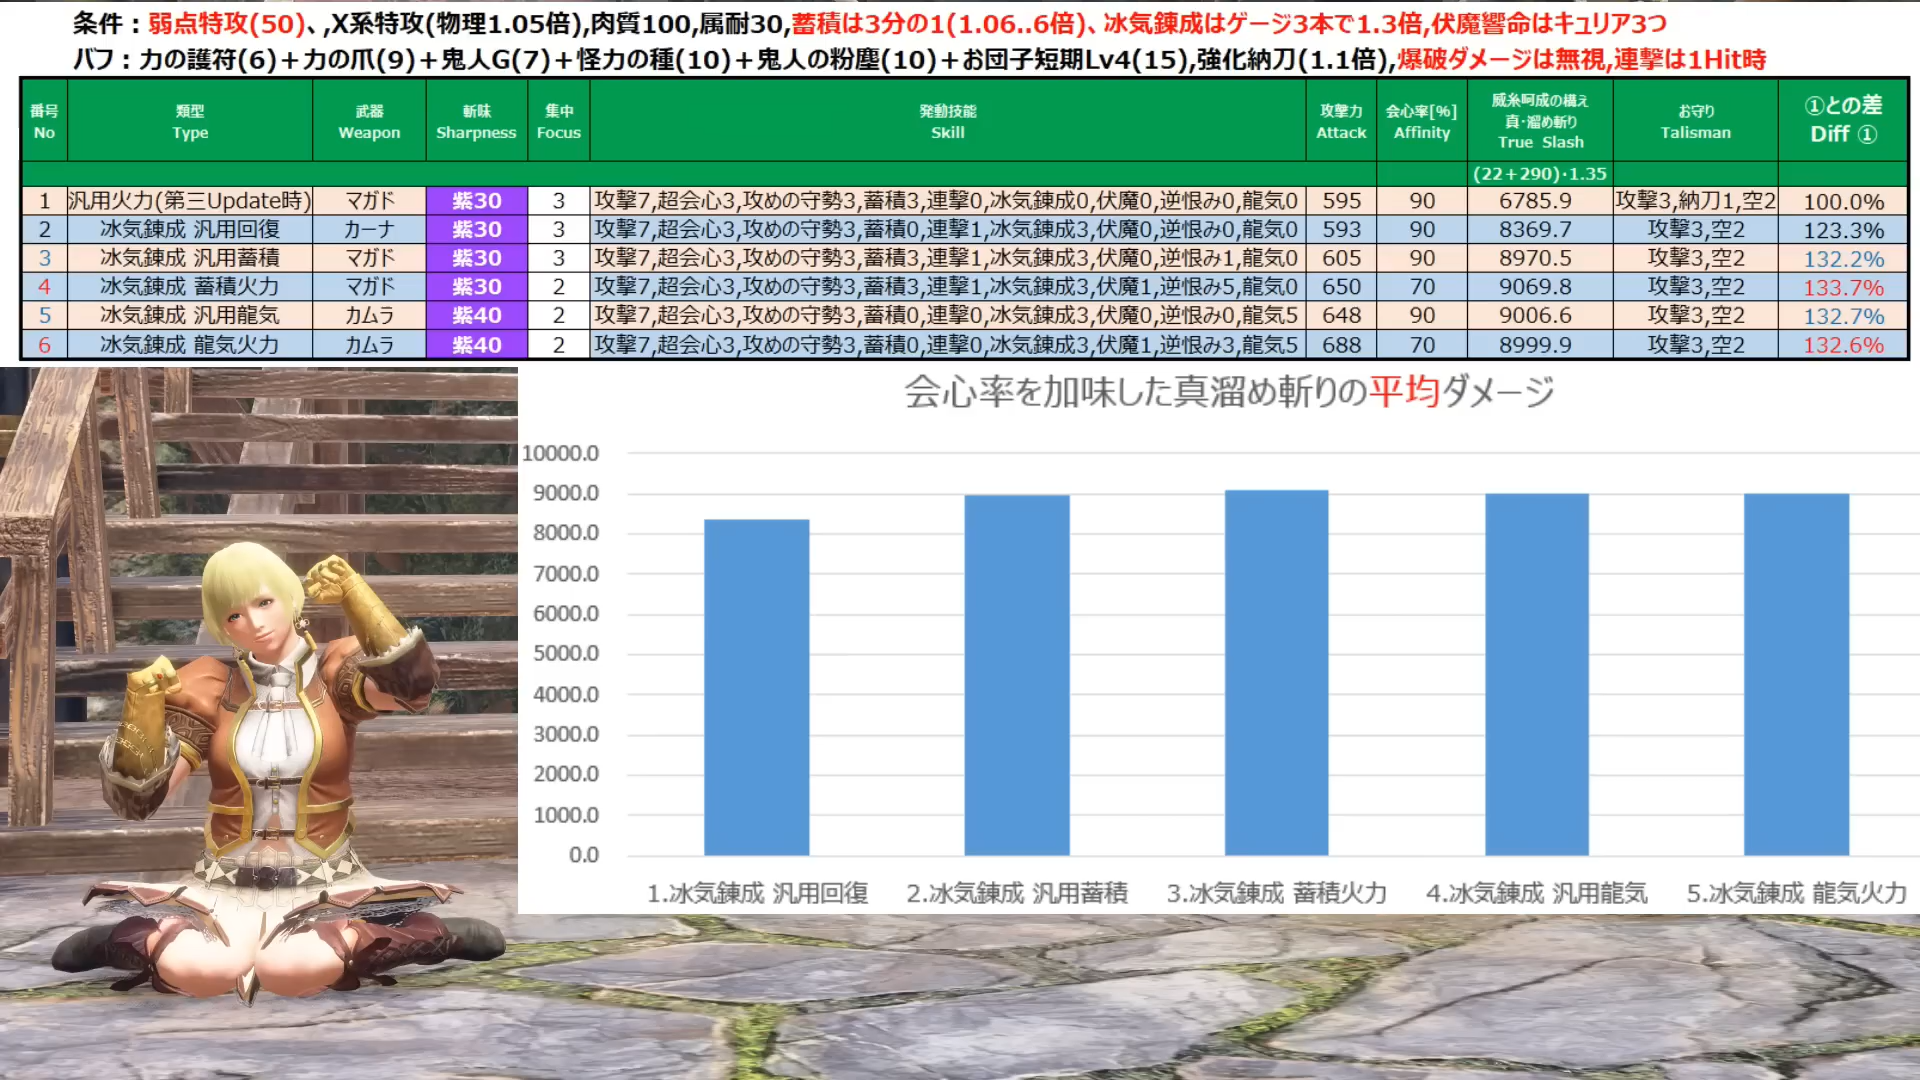 条件：弱点特攻(50)、,X系特攻(物理1.05倍),肉質100,属耐30,蓄積は3分の1(1.06..6倍)、冰気錬成はゲージ3本で1.3倍,伏魔響命はキュリア3つ
バフ：力の護符(6)＋力の爪(9)＋鬼人G(7)＋怪力の種(10)＋鬼人の粉塵(10)＋お団子短期Lv4(15),強化納刀(1.1倍),爆破ダメージは無視,連撃は1Hit時
番号 No 類型 Type 武器 Weapon 斬味 Sharpness 集中 Focus 発動技能 Skill 攻撃力 Attack 会心率[%] Affinity 威糸呵成の構え 真・溜め斬り True Slash お守り Talisman ①との差 Diff ①
(22+290)･1.35
1 汎用火力(第三Update時) マガド 紫30 3 攻撃7,超会心3,攻めの守勢3,蓄積3,連撃0,冰気錬成0,伏魔0,逆恨み0,龍気0 595 90 6785.9 攻撃3,納刀1,空2 100.0%
2 冰気錬成 汎用回復 カーナ 紫30 3 攻撃7,超会心3,攻めの守勢3,蓄積0,連撃1,冰気錬成3,伏魔0,逆恨み0,龍気0 593 90 8369.7 攻撃3,空2 123.3%
3 冰気錬成 汎用蓄積 マガド 紫30 3 攻撃7,超会心3,攻めの守勢3,蓄積3,連撃1,冰気錬成3,伏魔0,逆恨み1,龍気0 605 90 8970.5 攻撃3,空2 132.2%
4 冰気錬成 蓄積火力 マガド 紫30 2 攻撃7,超会心3,攻めの守勢3,蓄積3,連撃1,冰気錬成3,伏魔1,逆恨み5,龍気0 650 70 9069.8 攻撃3,空2 133.7%
5 冰気錬成 汎用龍気 カムラ 紫40 2 攻撃7,超会心3,攻めの守勢3,蓄積0,連撃0,冰気錬成3,伏魔0,逆恨み0,龍気5 648 90 9006.6 攻撃3,空2 132.7%
6 冰気錬成 龍気火力 カムラ 紫40 2 攻撃7,超会心3,攻めの守勢3,蓄積0,連撃0,冰気錬成3,伏魔1,逆恨み3,龍気5 688 70 8999.9 攻撃3,空2 132.6%
会心率を加味した真溜め斬りの平均ダメージ
10000.0
9000.0
8000.0
7000.0
6000.0
5000.0
4000.0
3000.0
2000.0
1000.0
0.0
1.冰気錬成 汎用回復 2.冰気錬成 汎用蓄積 3.冰気錬成 蓄積火力 4.冰気錬成 汎用龍気 5.冰気錬成 龍気火力